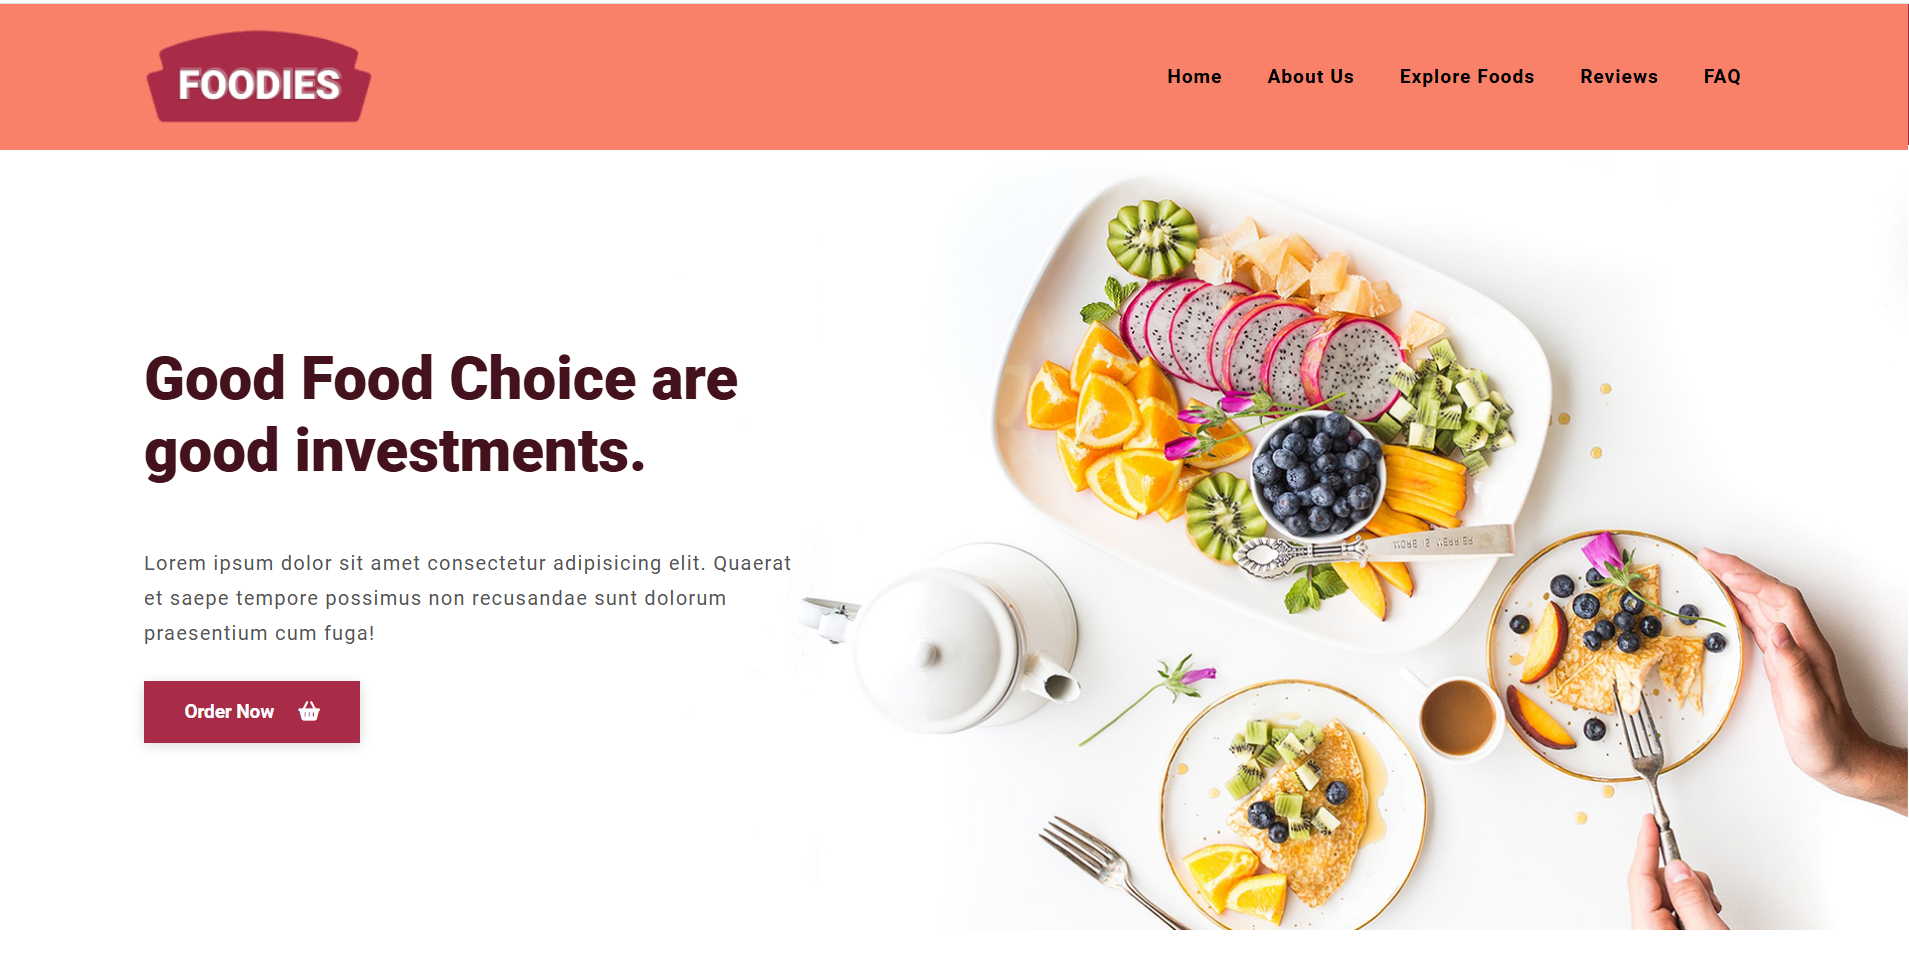 FOODIES
Home About Us Explore Foods Reviews FAQ
Good Food Choice are
good investments.
Lorem ipsum dolor sit amet consectetur adipisicing elit. Quaerat
et saepe tempore possimus non recusandae sunt dolorum
praesentium cum fuga!
Order Now